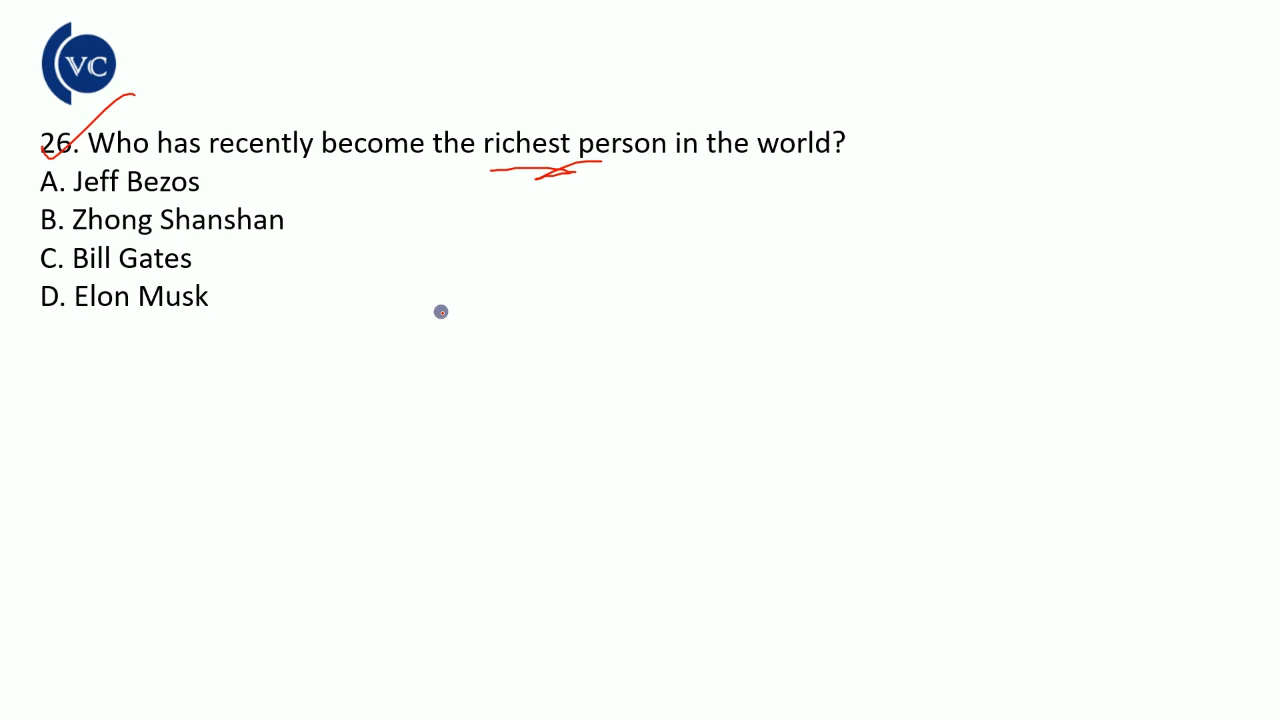 VC
26. Who has recently become the richest person in the world?
A. Jeff Bezos
B. Zhong Shanshan
C. Bill Gates
D. Elon Musk